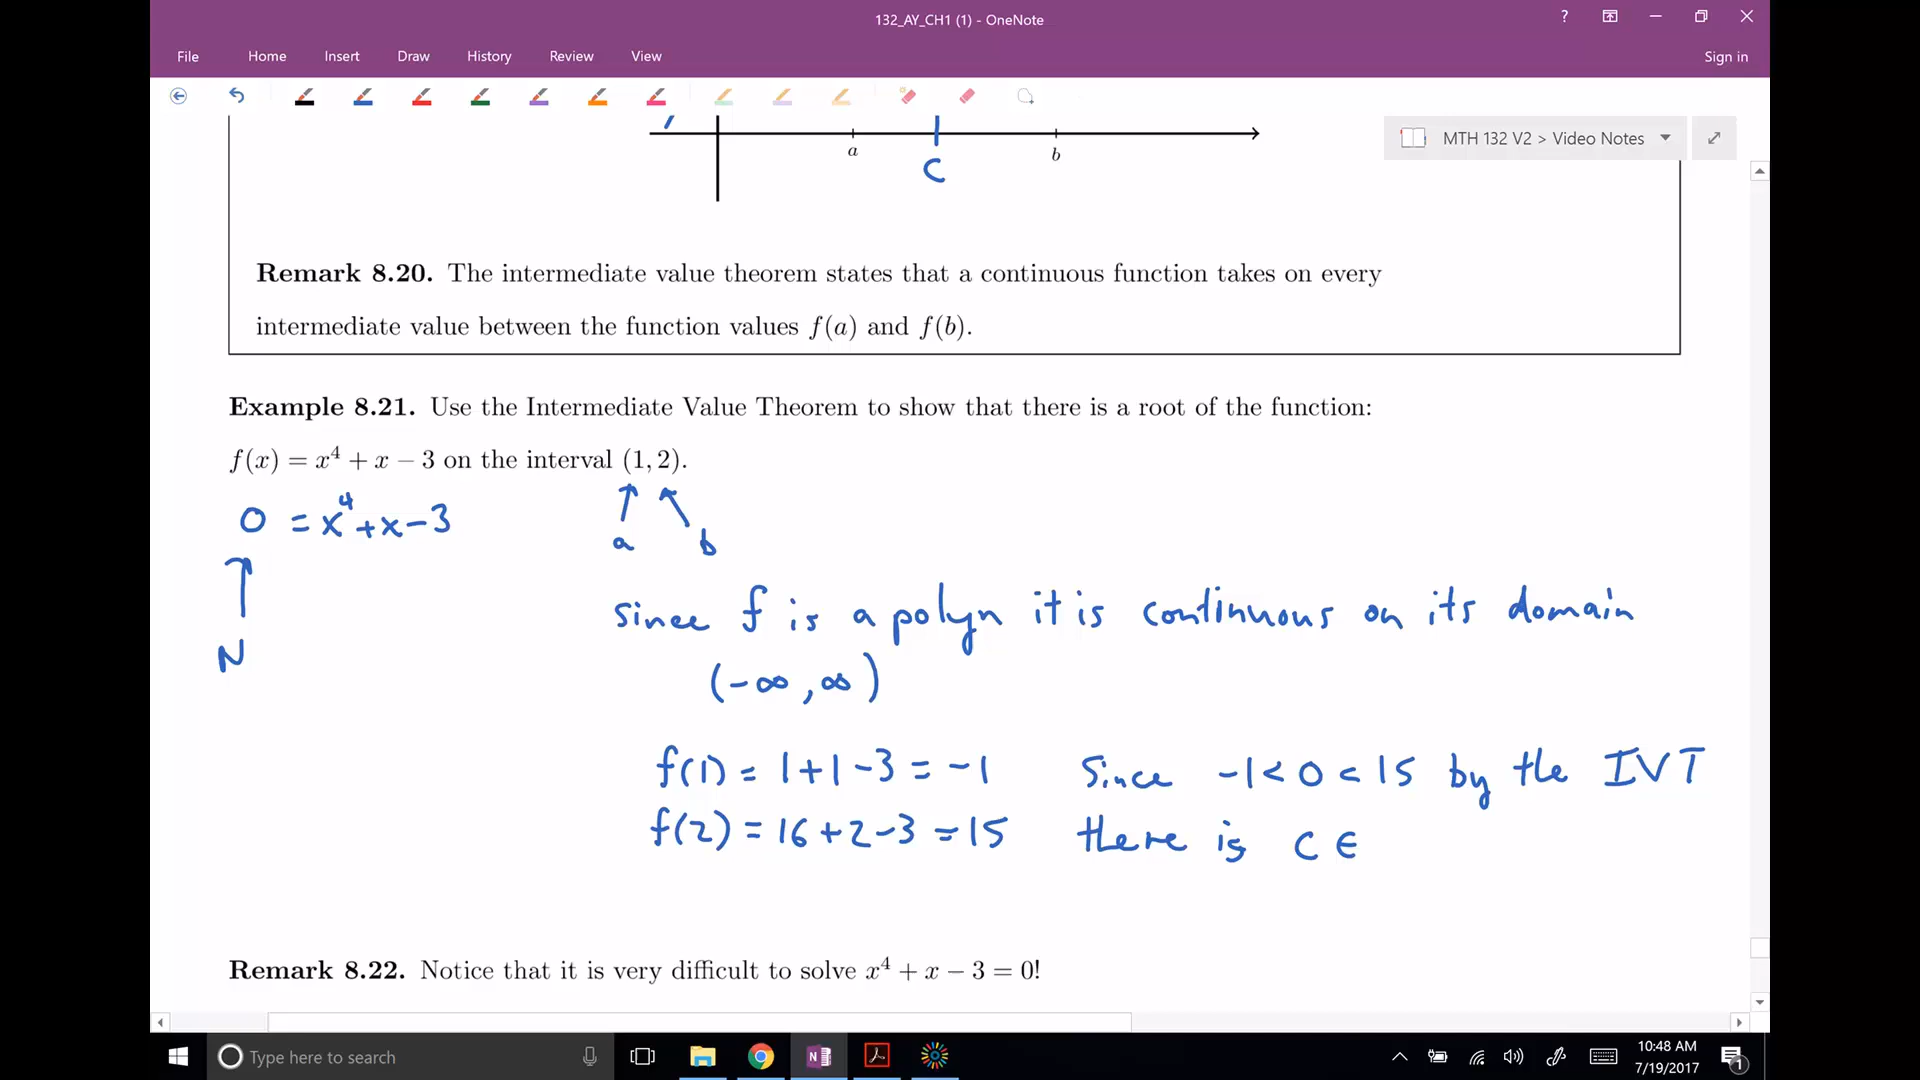 132_AY_CH1 (1) - OneNote
?
File Home Insert Draw History Review View Sign in
MTH 132 V2 > Video Notes
a b
C
Remark 8.20. The intermediate value theorem states that a continuous function takes on every
intermediate value between the function values f(a) and f(b).
Example 8.21. Use the Intermediate Value Theorem to show that there is a root of the function:
f(x) = x⁴ + x − 3 on the interval (1, 2).
0 = x⁴+x−3
a b
N
since f is a polyn it is continuous on its domain
(-∞, ∞)
f(1) = 1+1-3 = -1 Since -1<0<15 by the IVT
f(2) = 16+2-3 = 15 there is C ∈
Remark 8.22. Notice that it is very difficult to solve x⁴ + x − 3 = 0!
Type here to search
N
10:48 AM
7/19/2017
1